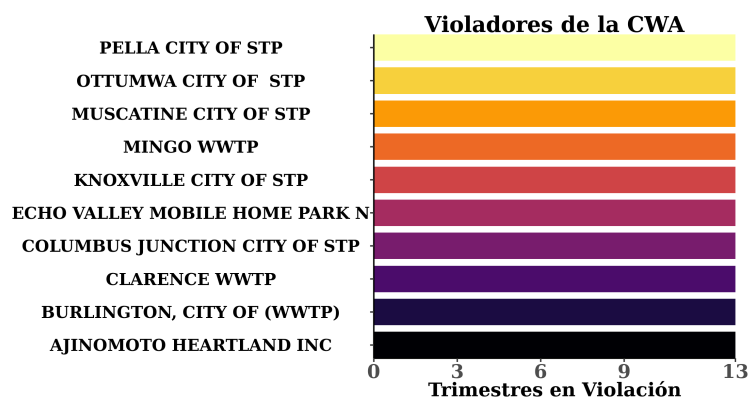 Violadores de la CWA
PELLA CITY OF STP
OTTUMWA CITY OF  STP
MUSCATINE CITY OF STP
MINGO WWTP
KNOXVILLE CITY OF STP
ECHO VALLEY MOBILE HOME PARK N
COLUMBUS JUNCTION CITY OF STP
CLARENCE WWTP
BURLINGTON, CITY OF (WWTP)
AJINOMOTO HEARTLAND INC
0 3 6 9 13
Trimestres en Violación